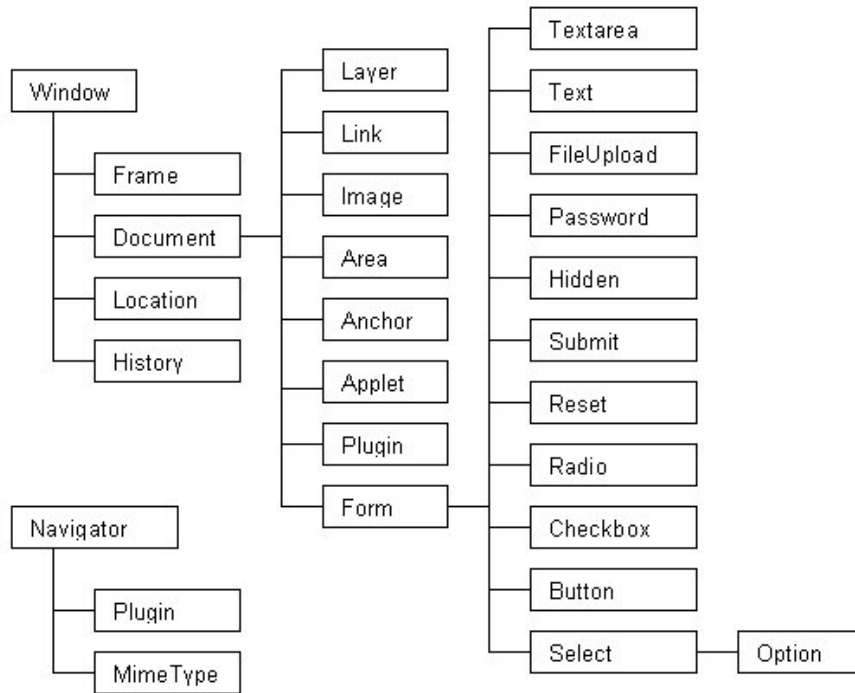 Window
Frame
Document
Location
History
Layer
Link
Image
Area
Anchor
Applet
Plugin
Form
Textarea
Text
FileUpload
Password
Hidden
Submit
Reset
Radio
Checkbox
Button
Select
Option
Navigator
Plugin
MimeType